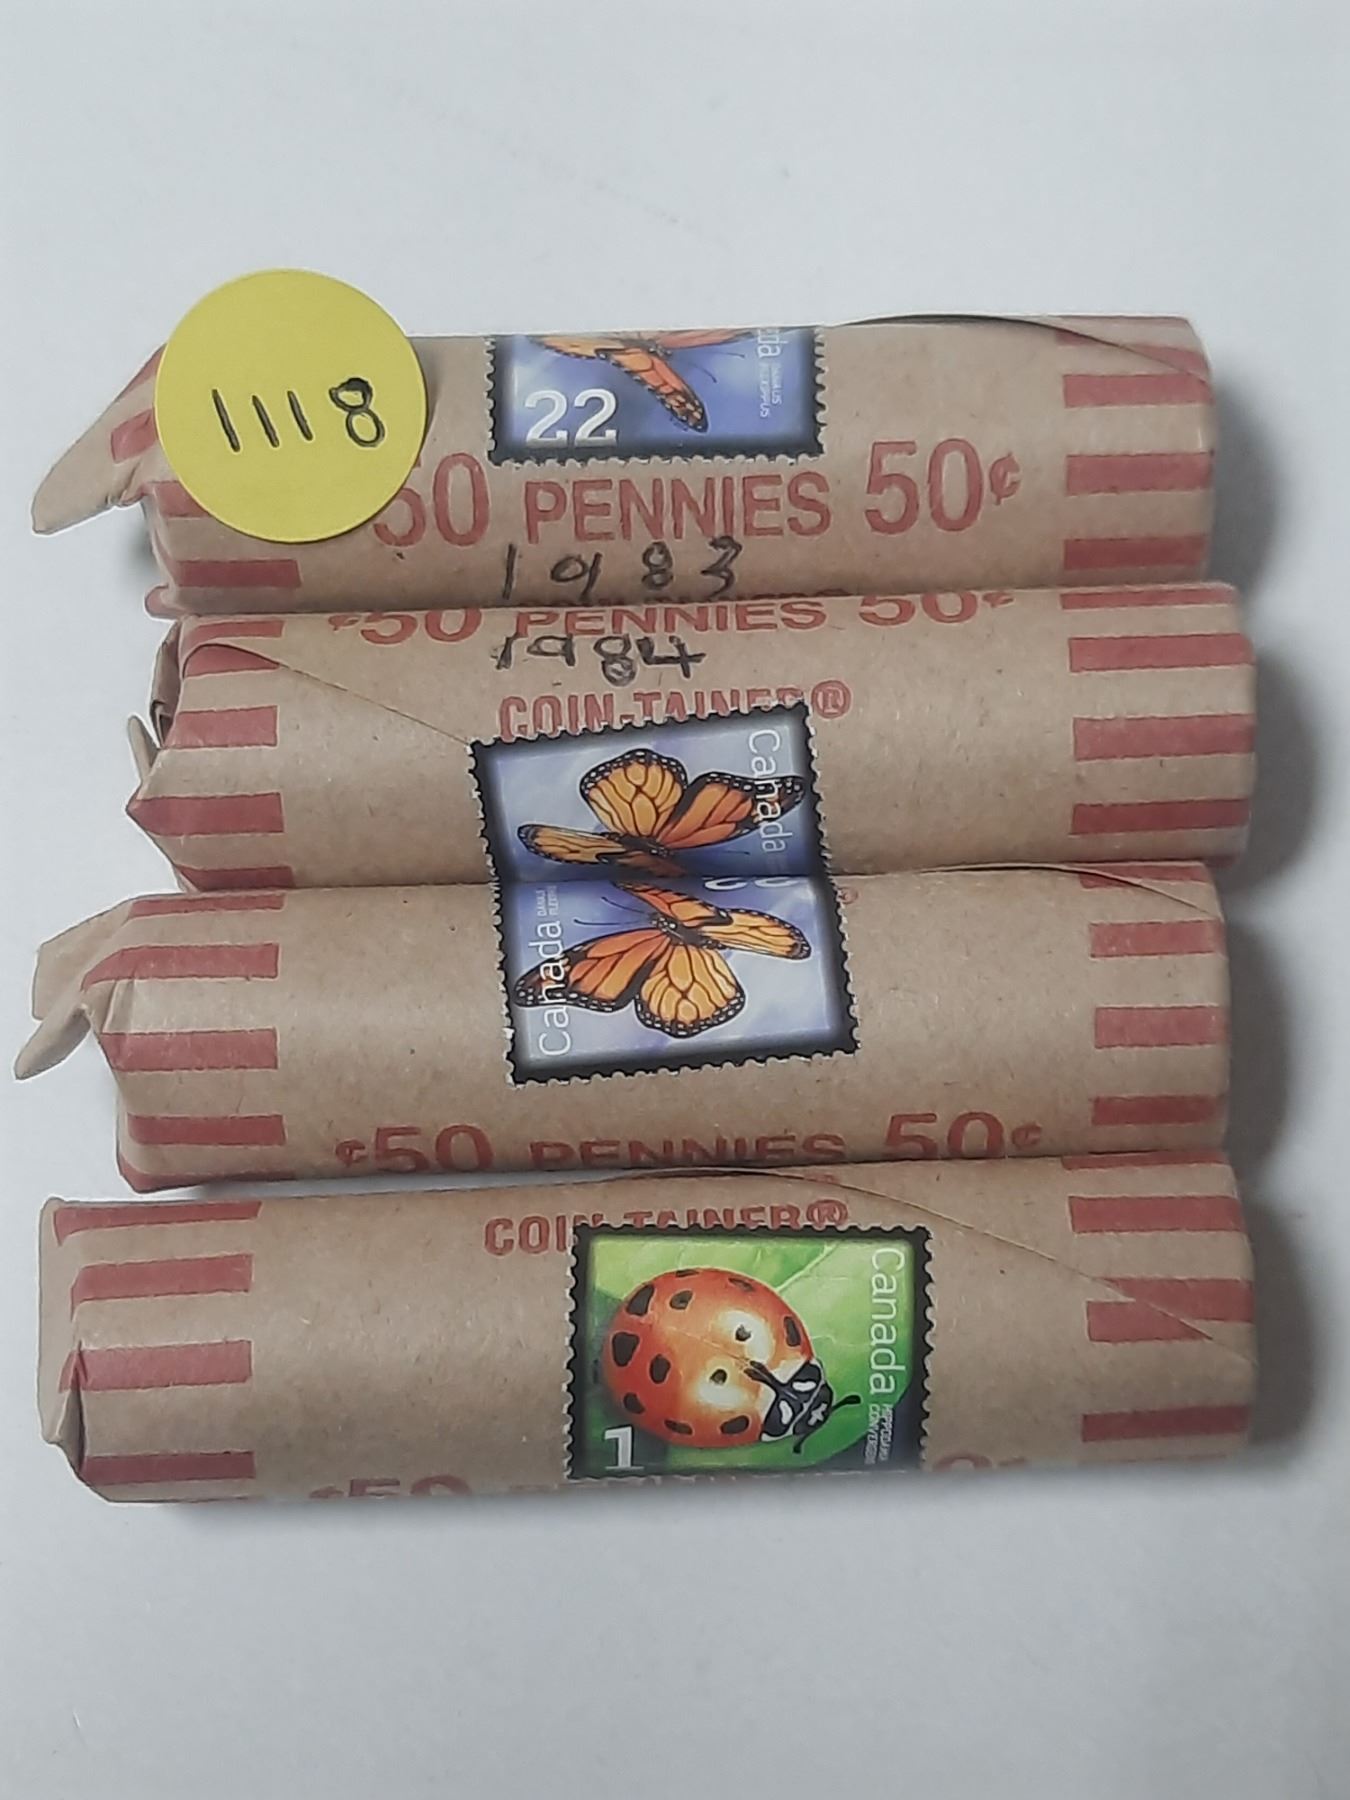 1118
22
50 PENNIES 50¢
1983
¢50 PENNIES 50¢
1984
COIN-TAINER®
Canada
Canada
¢50 PENNIES 50¢
COIN-TAINER®
Canada
1